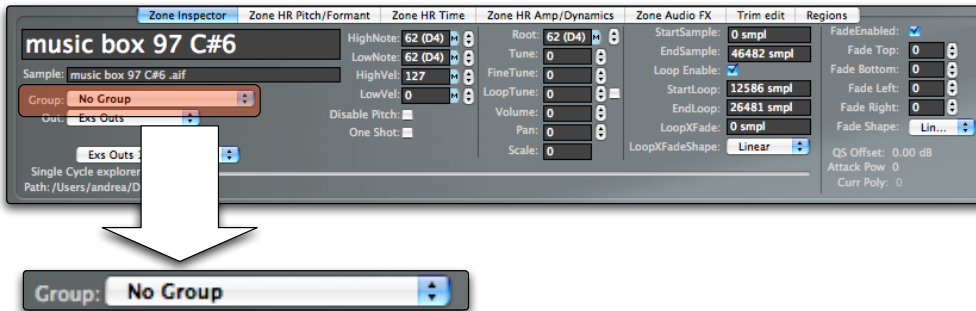 Zone Inspector Zone HR Pitch/Formant Zone HR Time Zone HR Amp/Dynamics Zone Audio FX Trim edit Regions
music box 97 C#6
Sample: music box 97 C#6 .aif
Group: No Group
Out: Exs Outs
Exs Outs
Single Cycle explorer
Path: /Users/andrea/D
HighNote: 62 (D4) M
LowNote: 62 (D4) M
HighVel: 127 M
LowVel: 0 M
Disable Pitch:
One Shot:
Root: 62 (D4) M
Tune: 0
FineTune: 0
LoopTune: 0
Volume: 0
Pan: 0
Scale: 0
StartSample: 0 smpl
EndSample: 46482 smpl
Loop Enable:
StartLoop: 12586 smpl
EndLoop: 26481 smpl
LoopXFade: 0 smpl
LoopXFadeShape: Linear
FadeEnabled:
Fade Top: 0
Fade Bottom: 0
Fade Left: 0
Fade Right: 0
Fade Shape: Lin...
QS Offset: 0.00 dB
Attack Pow 0
Curr Poly: 0
Group: No Group